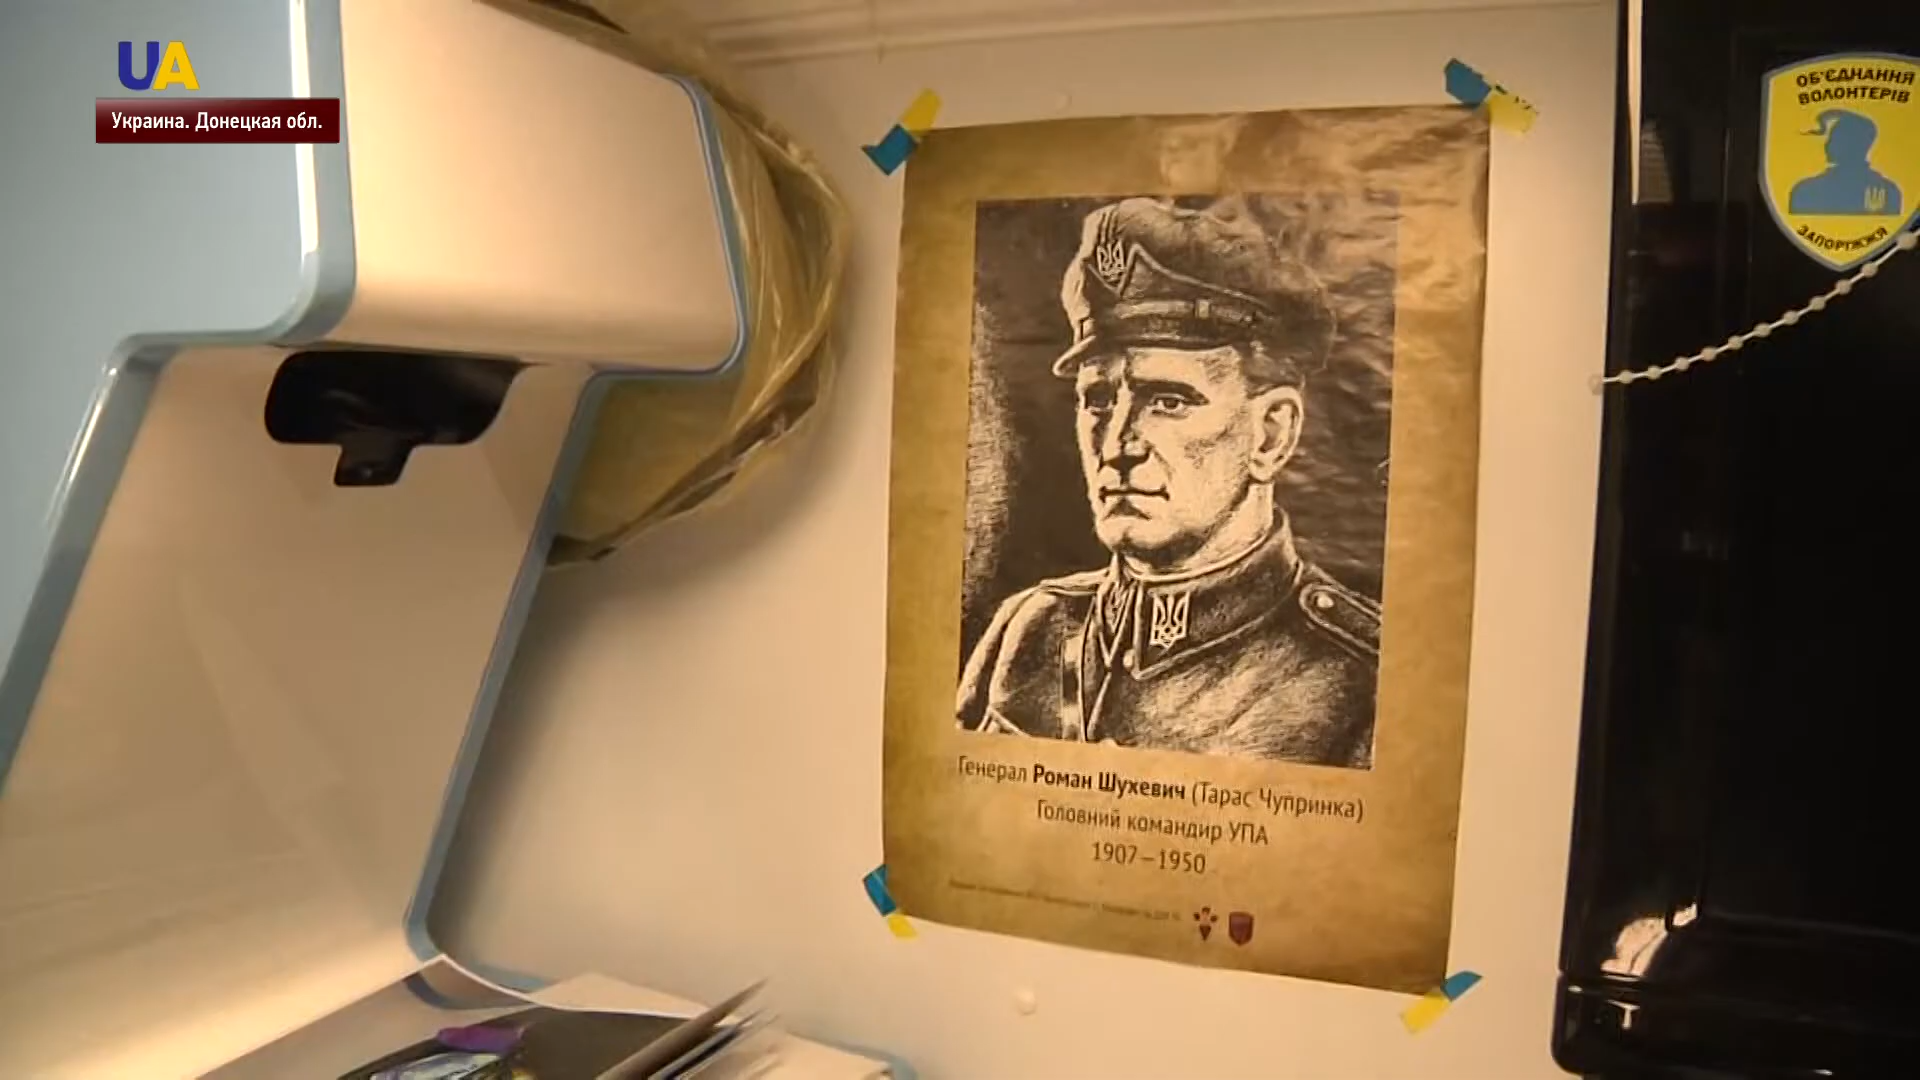 UA
Украина. Донецкая обл.
ОБ'ЄДНАННЯ
ВОЛОНТЕРІВ
ЗАПОРІЖЖЯ
Генерал Роман Шухевич (Тарас Чупринка)
Головний командир УПА
1907–1950